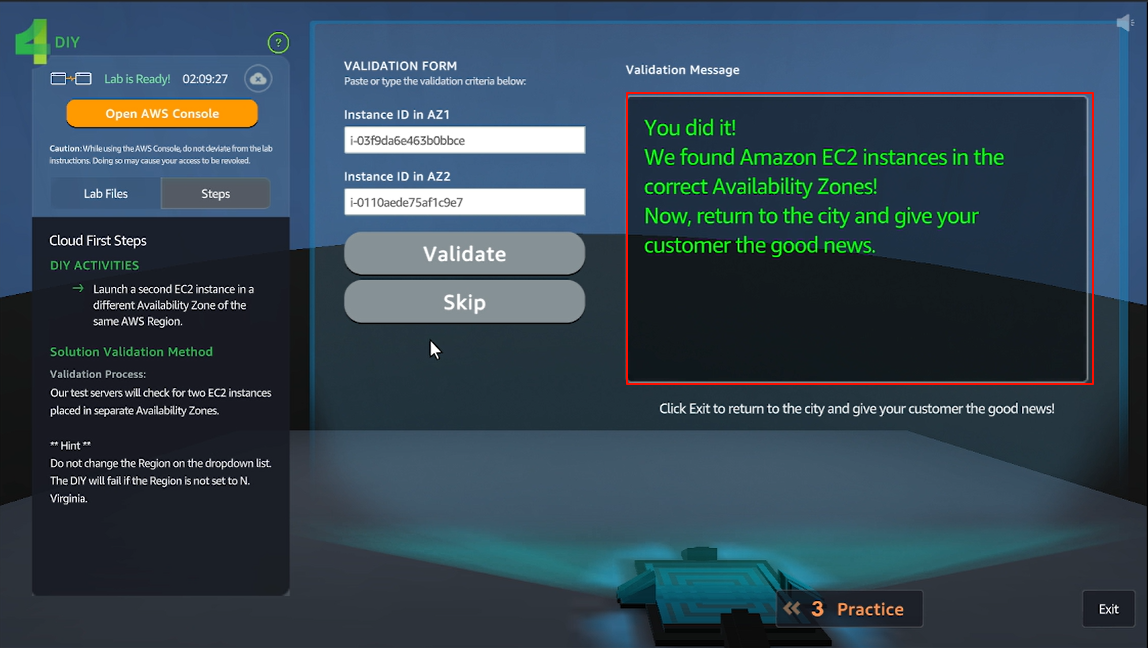 4 DIY
?
Lab is Ready! 02:09:27
Open AWS Console
Caution: While using the AWS Console, do not deviate from the lab
instructions. Doing so may cause your access to be revoked.
Lab Files
Steps
Cloud First Steps
DIY ACTIVITIES
→ Launch a second EC2 instance in a
different Availability Zone of the
same AWS Region.
Solution Validation Method
Validation Process:
Our test servers will check for two EC2 instances
placed in separate Availability Zones.
** Hint **
Do not change the Region on the dropdown list.
The DIY will fail if the Region is not set to N.
Virginia.
VALIDATION FORM
Paste or type the validation criteria below:
Instance ID in AZ1
i-03f9da6e463b0bbce
Instance ID in AZ2
i-0110aede75af1c9e7
Validate
Skip
Validation Message
You did it!
We found Amazon EC2 instances in the
correct Availability Zones!
Now, return to the city and give your
customer the good news.
Click Exit to return to the city and give your customer the good news!
« 3 Practice
Exit